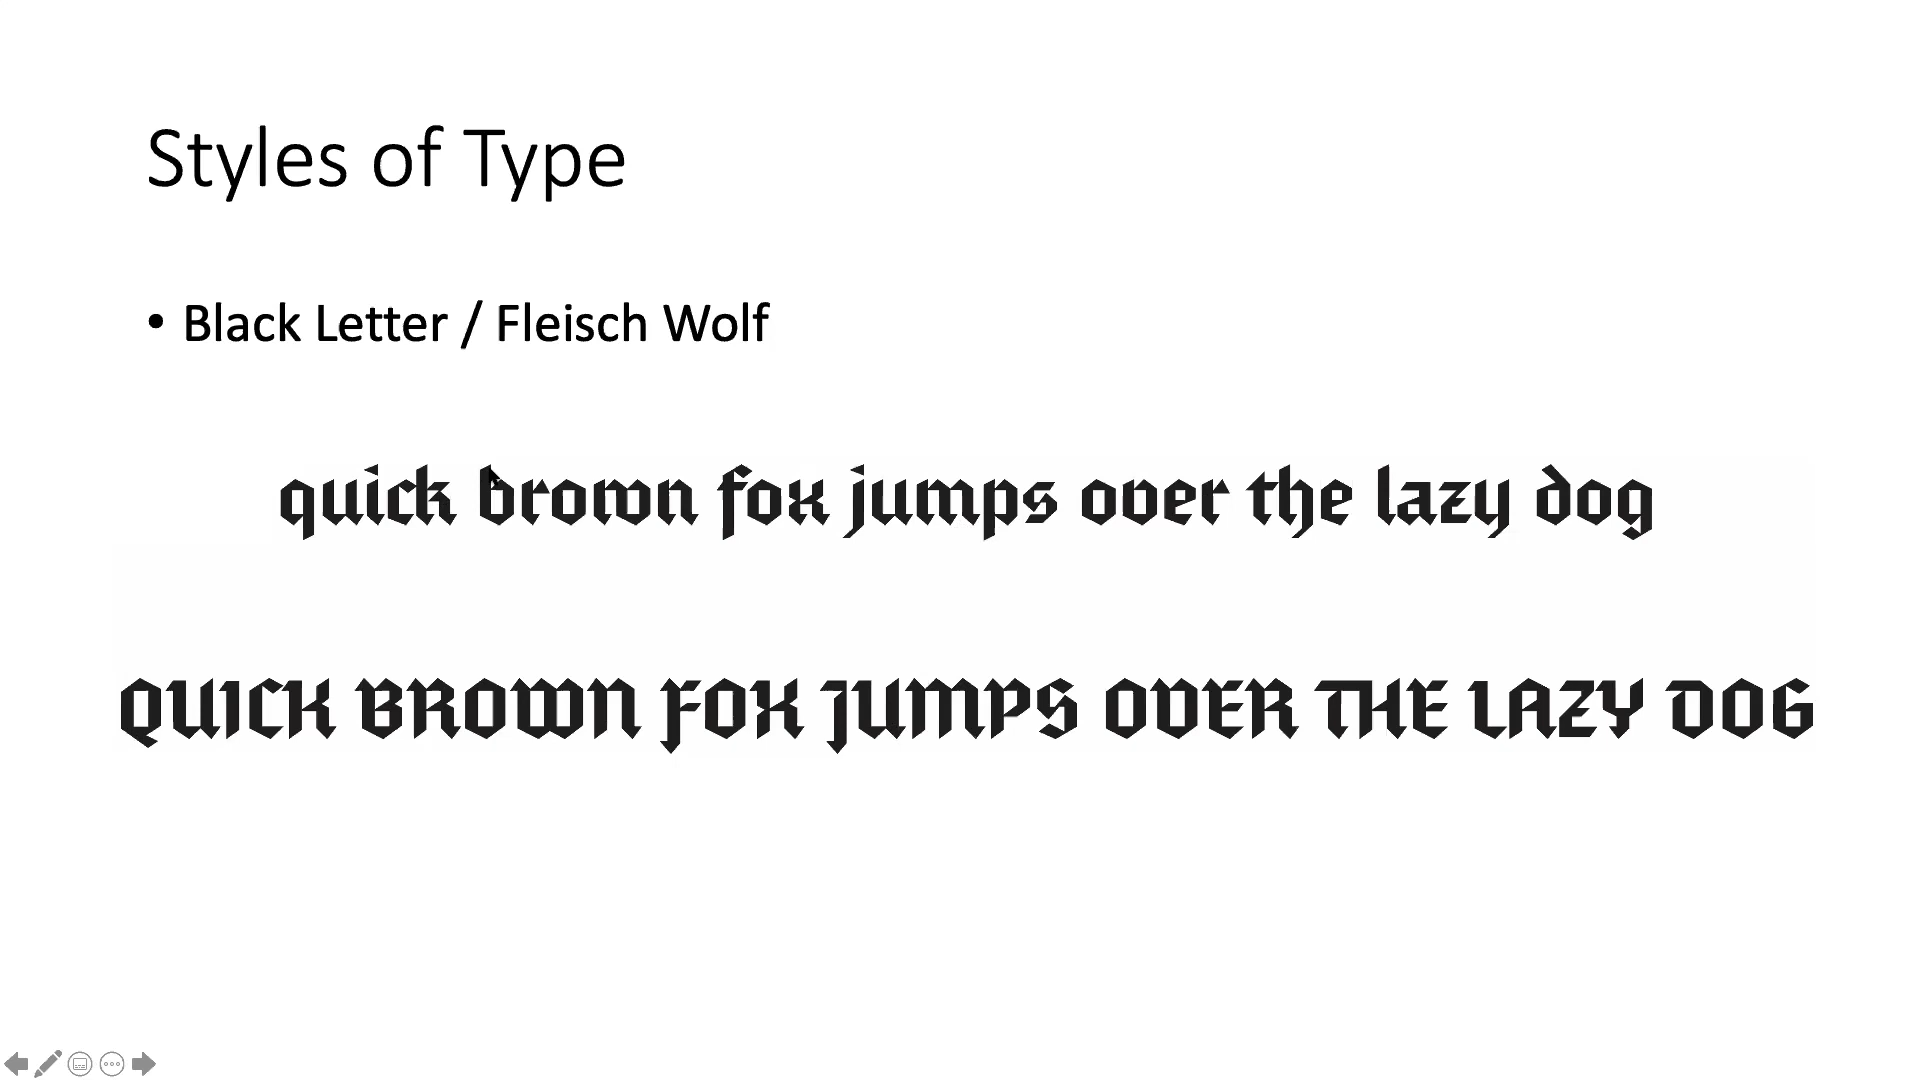 Styles of Type
• Black Letter / Fleisch Wolf
quick brown fox jumps over the lazy dog
QUICK BROWN FOX JUMPS OVER THE LAZY DOG